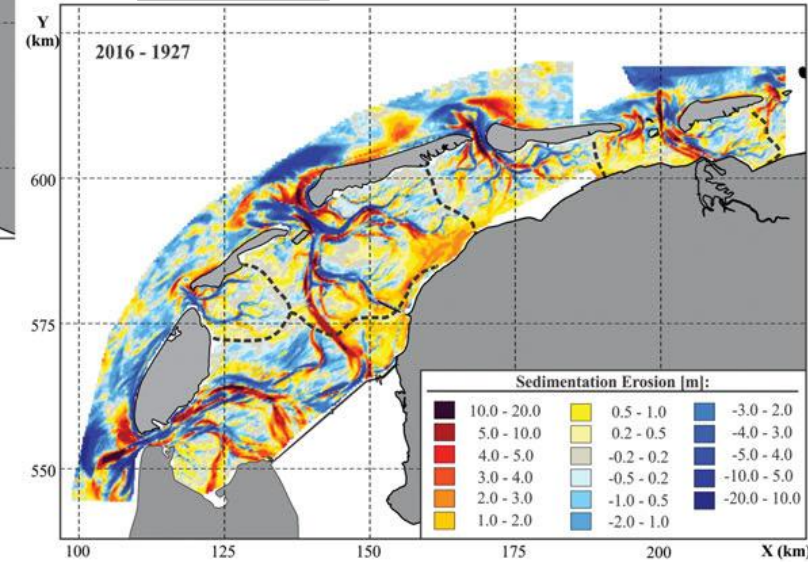 Y
(km)
2016 - 1927
600
575
550
100
125
150
175
200
X (km)
Sedimentation Erosion [m]:
10.0 - 20.0
5.0 - 10.0
4.0 - 5.0
3.0 - 4.0
2.0 - 3.0
1.0 - 2.0
0.5 - 1.0
0.2 - 0.5
-0.2 - 0.2
-0.5 - 0.2
-1.0 - 0.5
-2.0 - 1.0
-3.0 - 2.0
-4.0 - 3.0
-5.0 - 4.0
-10.0 - 5.0
-20.0 - 10.0